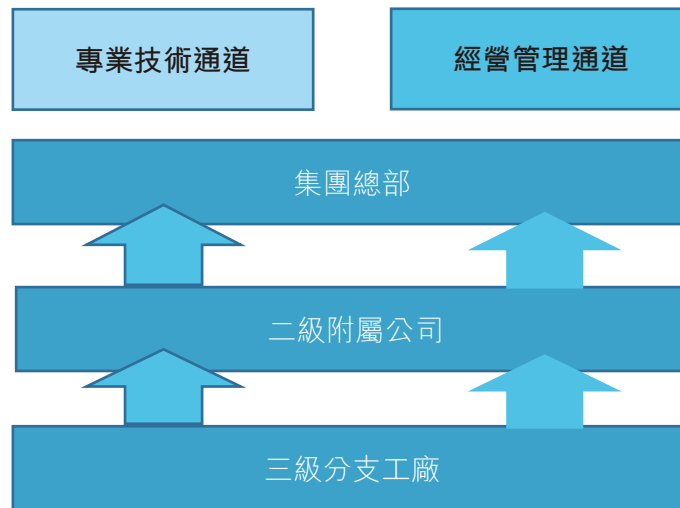 專業技術通道
經營管理通道
集團總部
二級附屬公司
三級分支工廠